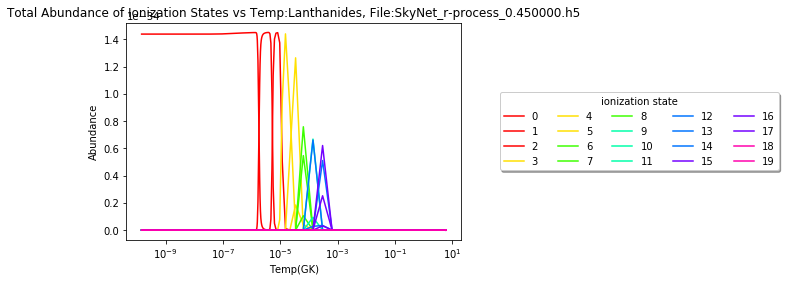 Total Abundance of Ionization States vs Temp:Lanthanides, File:SkyNet_r-process_0.450000.h5
1.4
1.2
1.0
0.8
0.6
0.4
0.2
0.0
Abundance
10⁻⁹ 10⁻⁷ 10⁻⁵ 10⁻³ 10⁻¹ 10¹
Temp(GK)
ionization state
0 4 8 12 16
1 5 9 13 17
2 6 10 14 18
3 7 11 15 19